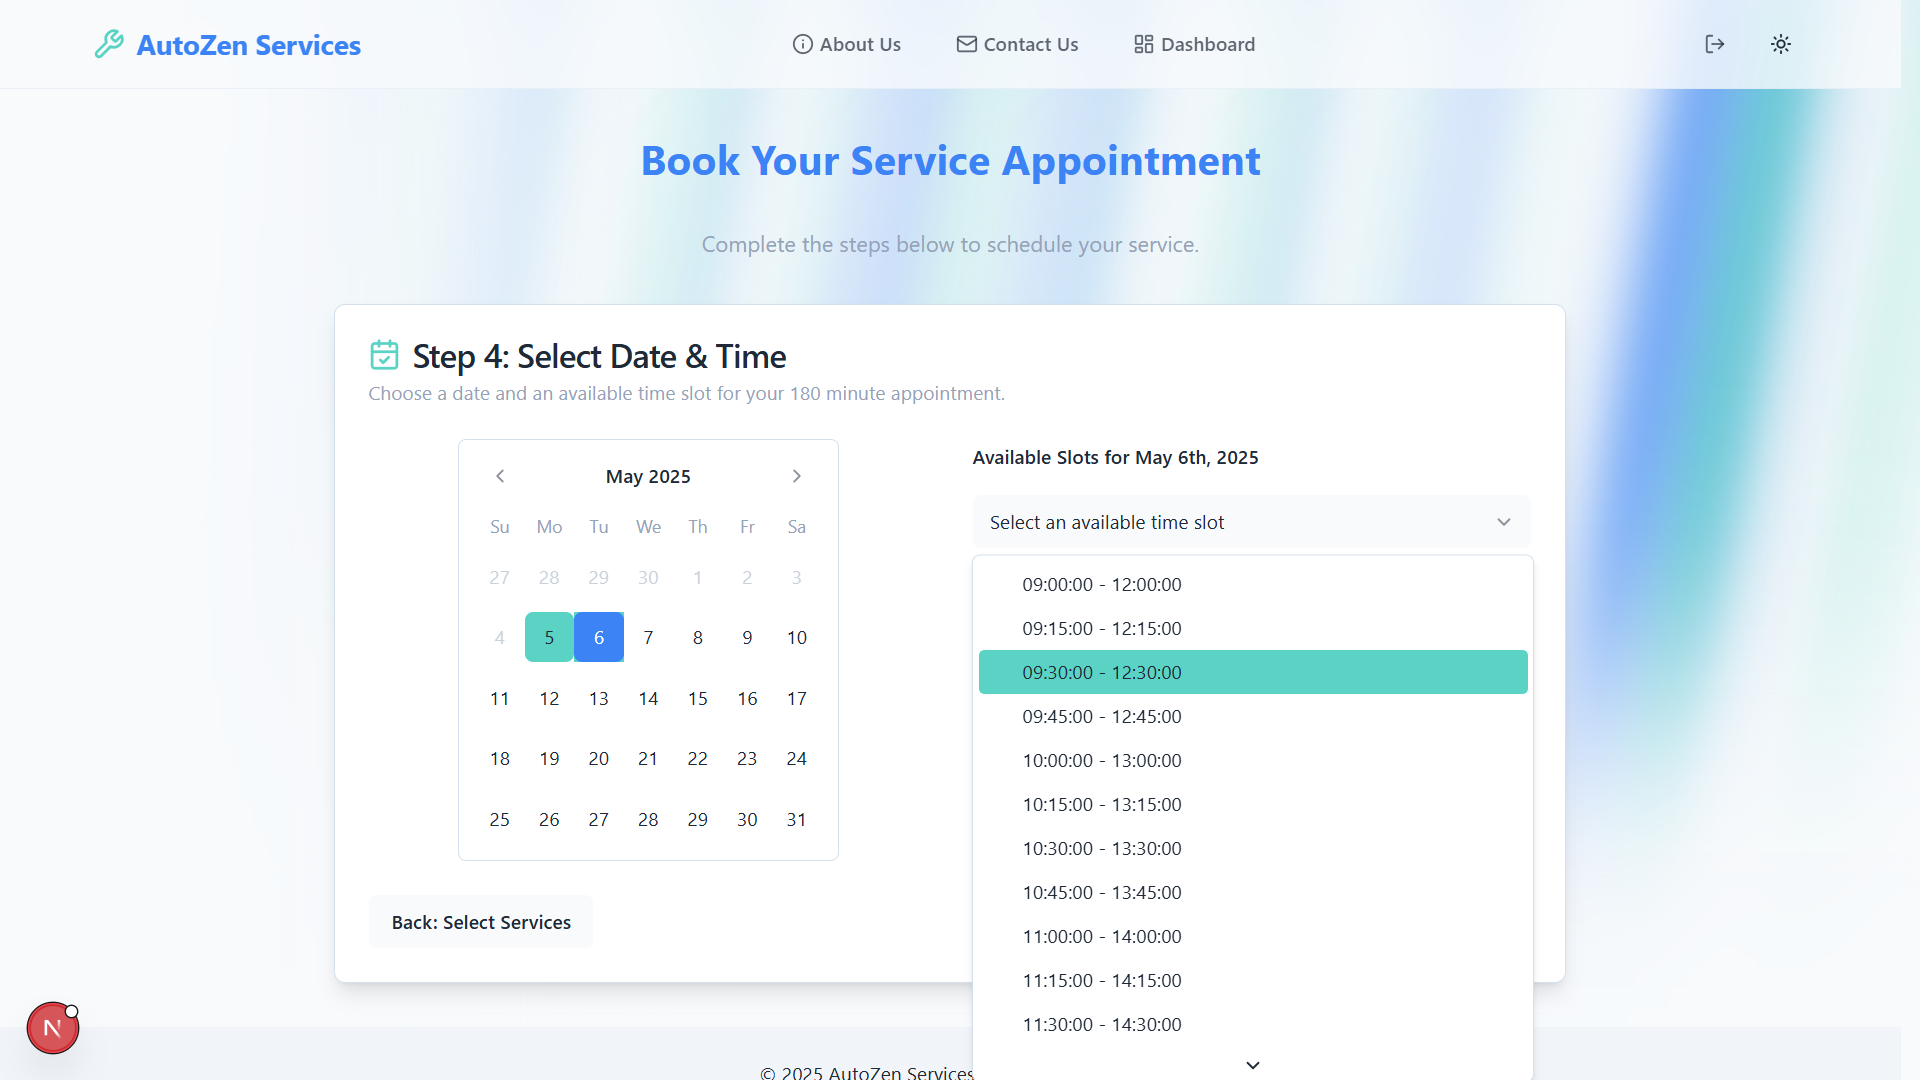 AutoZen Services
About Us
Contact Us
Dashboard
Book Your Service Appointment
Complete the steps below to schedule your service.
Step 4: Select Date & Time
Choose a date and an available time slot for your 180 minute appointment.
May 2025
Su Mo Tu We Th Fr Sa
27 28 29 30 1 2 3
4 5 6 7 8 9 10
11 12 13 14 15 16 17
18 19 20 21 22 23 24
25 26 27 28 29 30 31
Available Slots for May 6th, 2025
Select an available time slot
09:00:00 - 12:00:00
09:15:00 - 12:15:00
09:30:00 - 12:30:00
09:45:00 - 12:45:00
10:00:00 - 13:00:00
10:15:00 - 13:15:00
10:30:00 - 13:30:00
10:45:00 - 13:45:00
11:00:00 - 14:00:00
11:15:00 - 14:15:00
11:30:00 - 14:30:00
Back: Select Services
N
© 2025 AutoZen Services